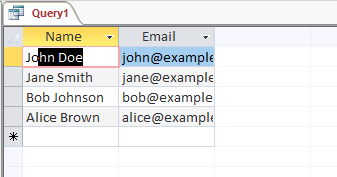 Query1
Name Email
John Doe john@example
Jane Smith jane@example
Bob Johnson bob@example
Alice Brown alice@example